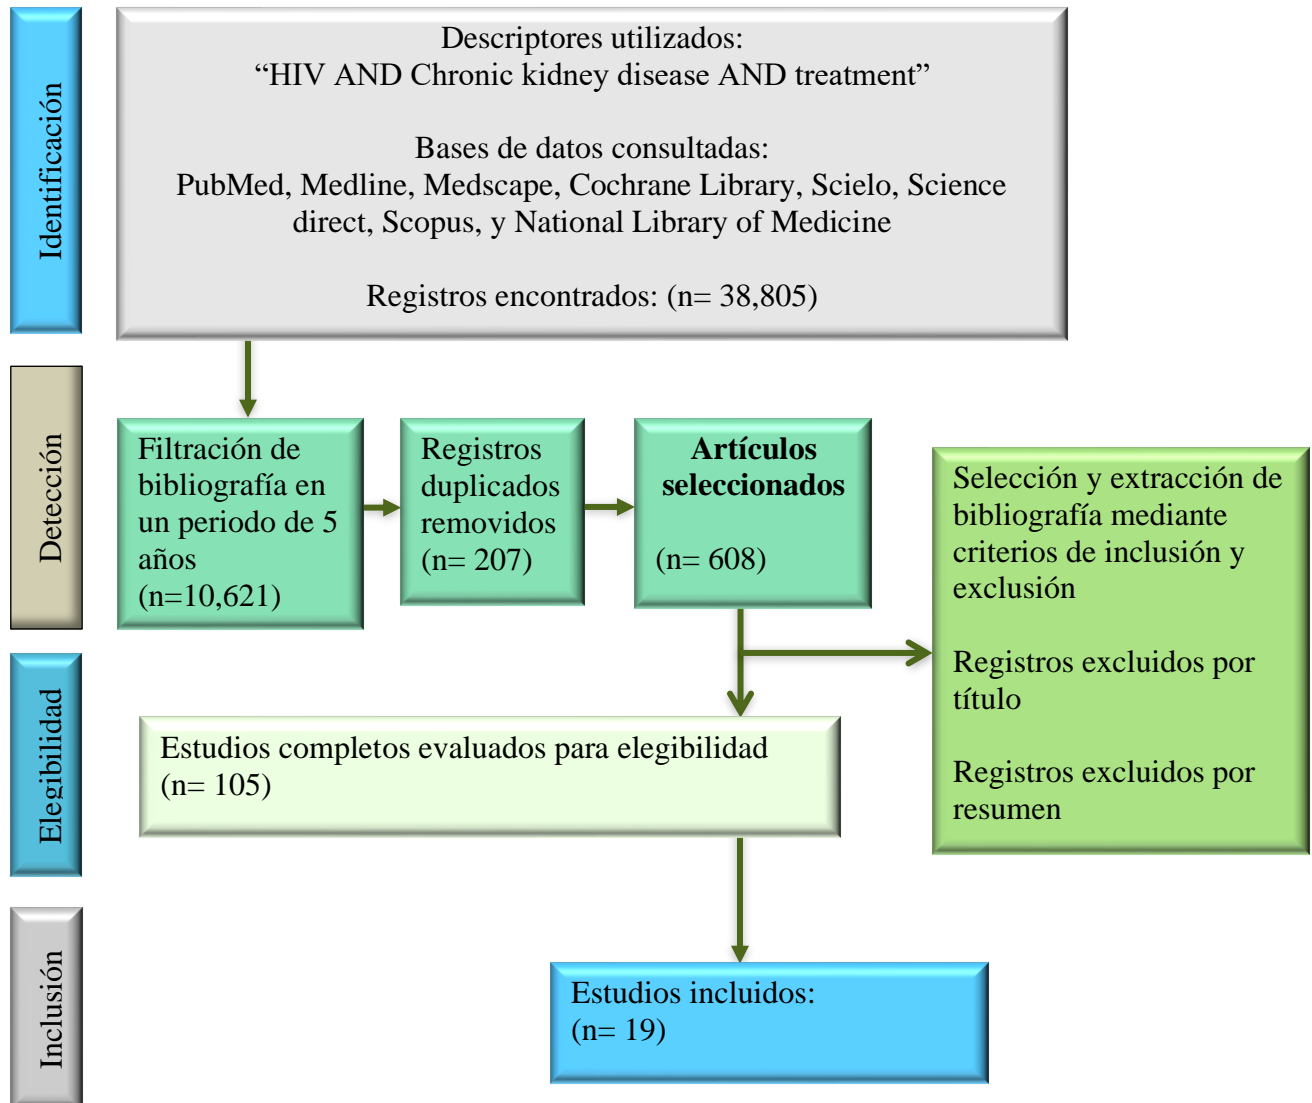 Identificación
Descriptores utilizados:
“HIV AND Chronic kidney disease AND treatment”
Bases de datos consultadas:
PubMed, Medline, Medscape, Cochrane Library, Scielo, Science
direct, Scopus, y National Library of Medicine
Registros encontrados: (n= 38,805)
Detección
Filtración de
bibliografía en
un periodo de 5
años
(n=10,621)
Registros
duplicados
removidos
(n= 207)
Artículos
seleccionados
(n= 608)
Selección y extracción de
bibliografía mediante
criterios de inclusión y
exclusión
Registros excluidos por
título
Registros excluidos por
resumen
Elegibilidad
Estudios completos evaluados para elegibilidad
(n= 105)
Inclusión
Estudios incluidos:
(n= 19)